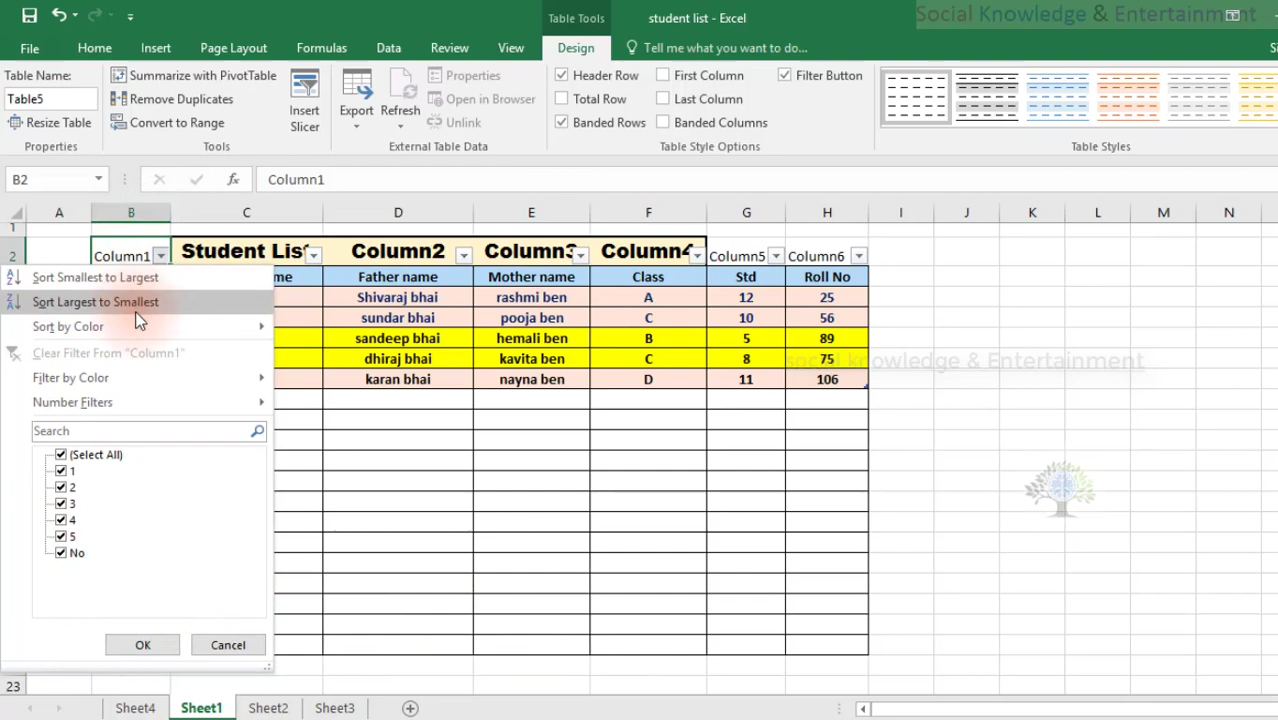 student list - Excel
Table Tools
Social Knowledge & Entertainment
File Home Insert Page Layout Formulas Data Review View Design Tell me what you want to do...
Table Name:
Table5
Resize Table
Properties
Summarize with PivotTable
Remove Duplicates
Convert to Range
Tools
Insert
Slicer
Export
Refresh
Properties
Open in Browser
Unlink
External Table Data
Header Row
Total Row
Banded Rows
First Column
Last Column
Banded Columns
Filter Button
Table Style Options
Table Styles
B2 fx Column1
A B C D E F G H I J K L M N
1
2 Column1 Student List Column2 Column3 Column4 Column5 Column6
Father name Mother name Class Std Roll No
Shivaraj bhai rashmi ben A 12 25
sundar bhai pooja ben C 10 56
sandeep bhai hemali ben B 5 89
dhiraj bhai kavita ben C 8 75
karan bhai nayna ben D 11 106
social knowledge & Entertainment
Sort Smallest to Largest
Sort Largest to Smallest
Sort by Color
Clear Filter From "Column1"
Filter by Color
Number Filters
Search
(Select All)
1
2
3
4
5
No
OK Cancel
23
Sheet4 Sheet1 Sheet2 Sheet3